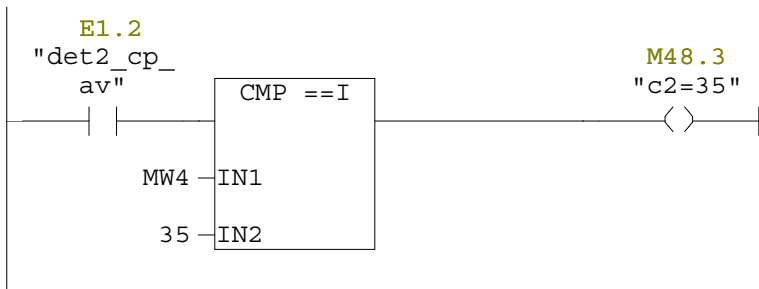 E1.2
"det2_cp_
av"
M48.3
"c2=35"
CMP ==I
MW4
IN1
35
IN2